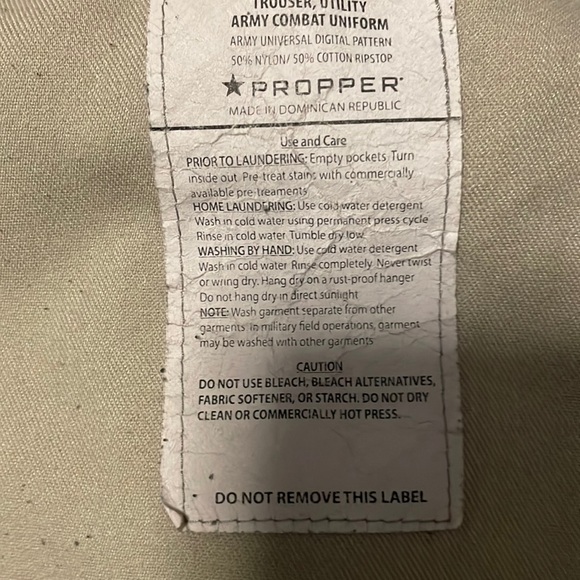 TROUSER, UTILITY
ARMY COMBAT UNIFORM
ARMY UNIVERSAL DIGITAL PATTERN
50% NYLON/ 50% COTTON RIPSTOP
★PROPPER
MADE IN DOMINICAN REPUBLIC
Use and Care
PRIOR TO LAUNDERING: Empty pockets. Turn
inside out. Pre-treat stains with commercially
available pre-treaments
HOME LAUNDERING: Use cold water detergent
Wash in cold water using permanent press cycle
Rinse in cold water. Tumble dry low
WASHING BY HAND: Use cold water detergent
Wash in cold water Rinse completely. Never twist
or wring dry. Hang dry on a rust-proof hanger
Do not hang dry in direct sunlight
NOTE: Wash garment separate from other
garments. in military field operations, garment
may be washed with other garments
CAUTION
DO NOT USE BLEACH, BLEACH ALTERNATIVES,
FABRIC SOFTENER, OR STARCH. DO NOT DRY
CLEAN OR COMMERCIALLY HOT PRESS.
DO NOT REMOVE THIS LABEL